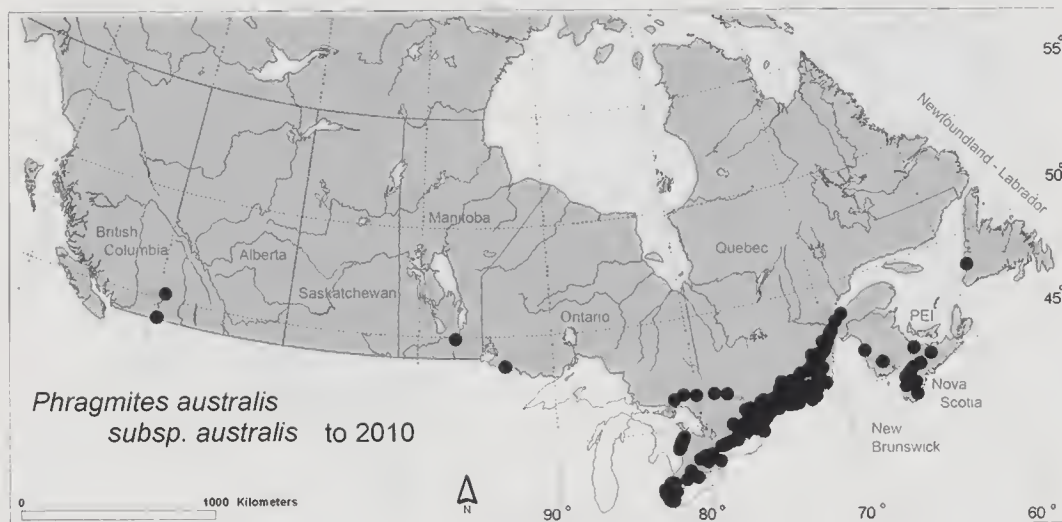 55°
Newfoundland - Labrador
50°
British
Columbia
Alberta
Saskatchewan
Manitoba
Ontario
Quebec
45°
PEI
Nova
Scotia
New
Brunswick
Phragmites australis
subsp. australis to 2010
0 1000 Kilometers
N
90° 80° 70° 60°